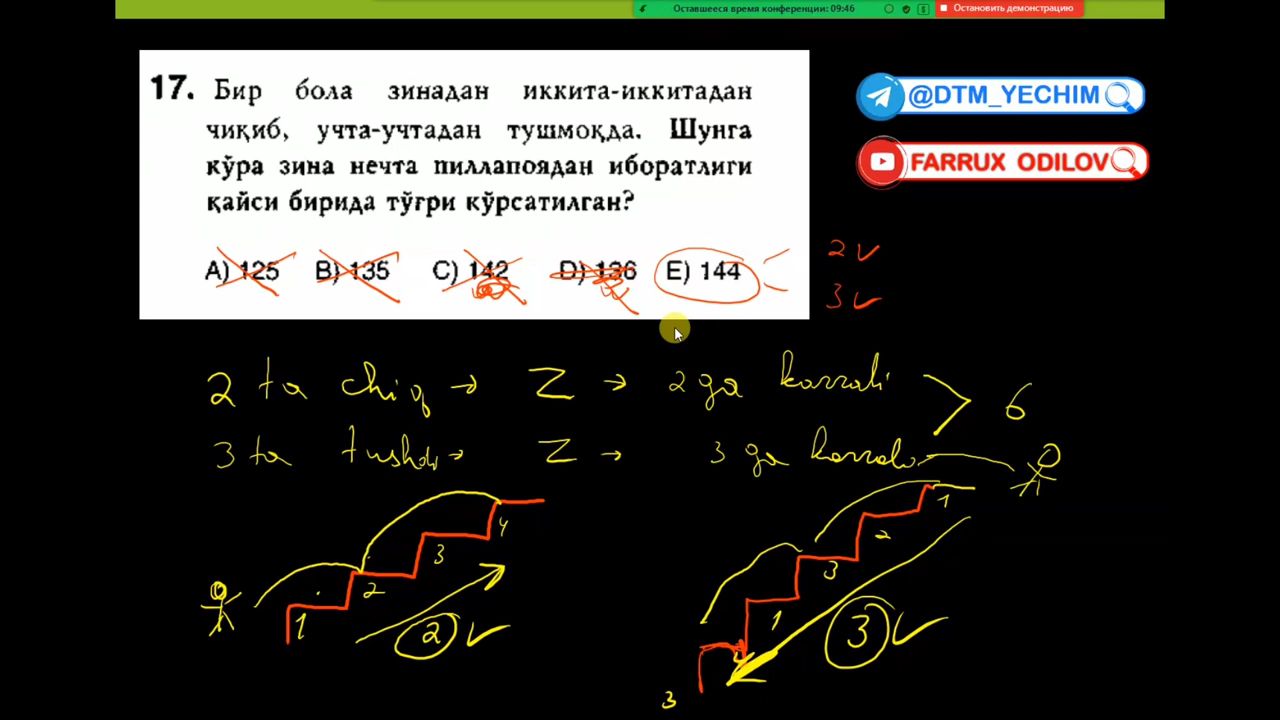 Оставшееся время конференции: 09:46
Остановить демонстрацию
17. Бир бола зинадан иккита-иккитадан
чиқиб, учта-учтадан тушмоқда. Шунга
кўра зина нечта пиллапоядан иборатлиги
қайси бирида тўғри кўрсатилган?
A) 125 B) 135 C) 142 D) 136 E) 144
@DTM_YECHIM
FARRUX ODILOV
2 ✓
3 ✓
2 ta chiq → Z → 2 ga karrali
6
3 ta → Z → 3 ga karrali
1 2 3 4
2 ✓
1 2 3 1
3
3 ✓